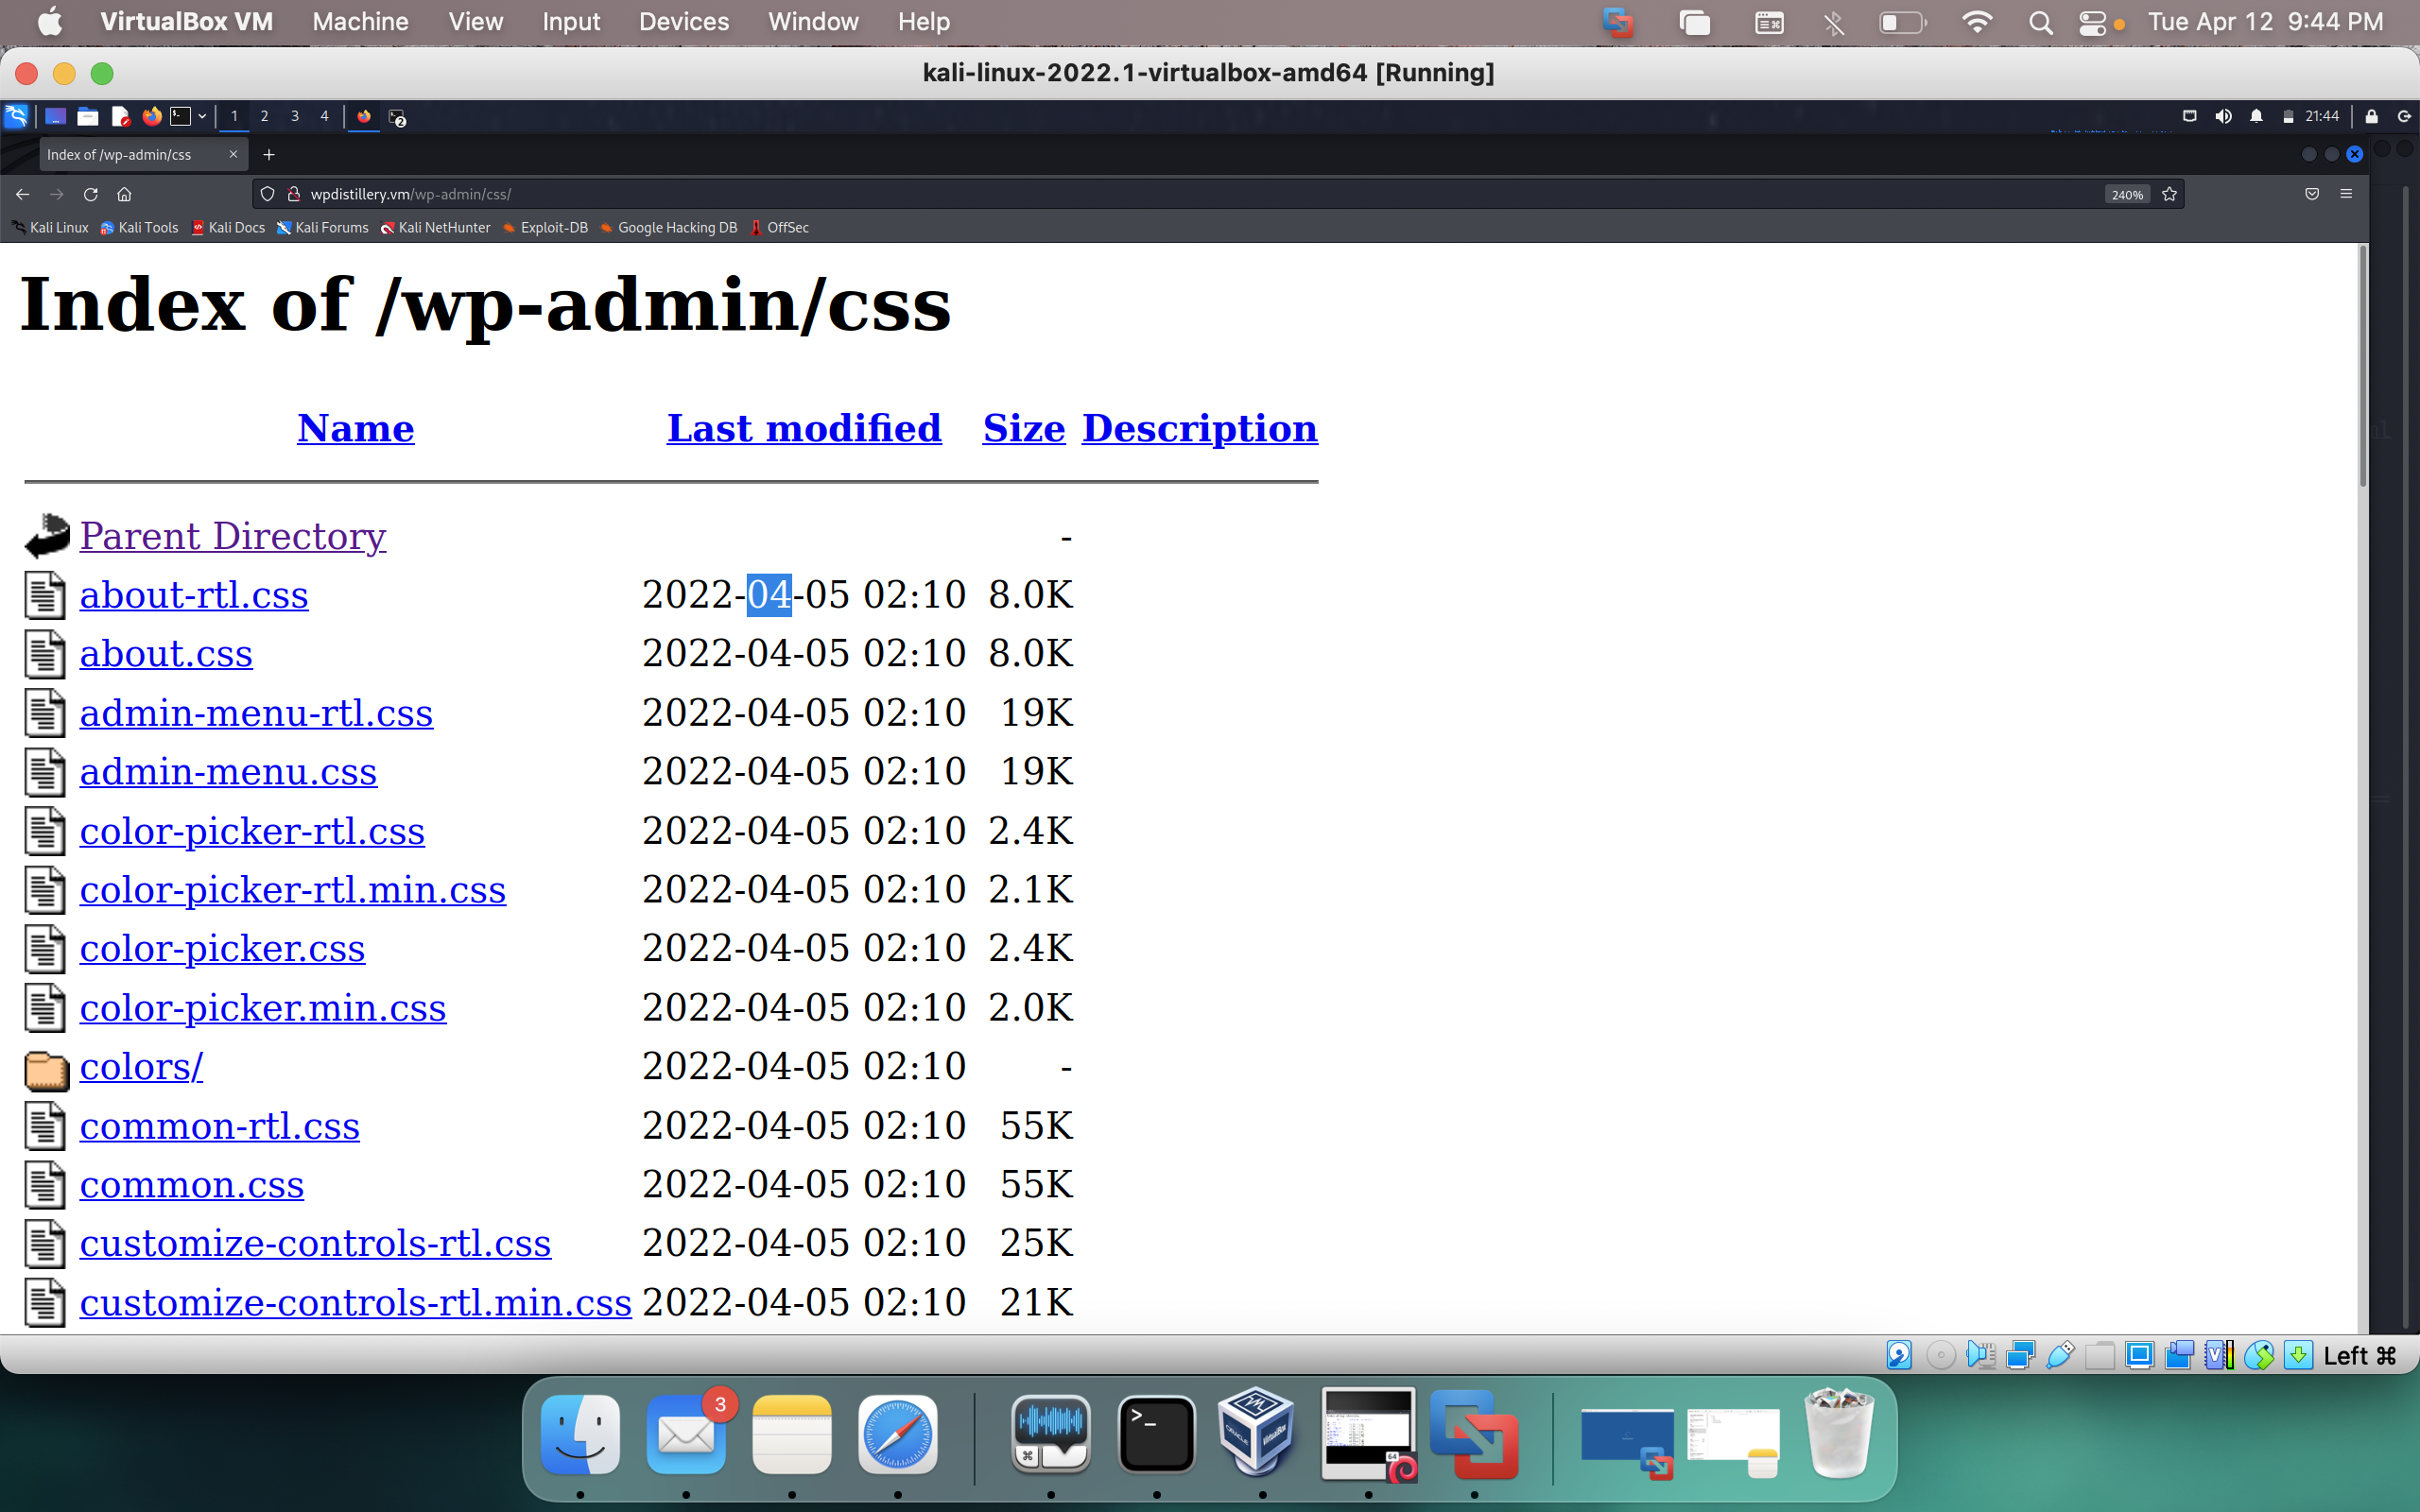 VirtualBox VM Machine View Input Devices Window Help Tue Apr 12 9:44 PM
kali-linux-2022.1-virtualbox-amd64 [Running]
1 2 3 4 2 21:44
Index of /wp-admin/css
wpdistillery.vm/wp-admin/css/ 240%
Kali Linux Kali Tools Kali Docs Kali Forums Kali NetHunter Exploit-DB Google Hacking DB OffSec
Index of /wp-admin/css
Name Last modified Size Description
Parent Directory -
about-rtl.css 2022-04-05 02:10 8.0K
about.css 2022-04-05 02:10 8.0K
admin-menu-rtl.css 2022-04-05 02:10 19K
admin-menu.css 2022-04-05 02:10 19K
color-picker-rtl.css 2022-04-05 02:10 2.4K
color-picker-rtl.min.css 2022-04-05 02:10 2.1K
color-picker.css 2022-04-05 02:10 2.4K
color-picker.min.css 2022-04-05 02:10 2.0K
colors/ 2022-04-05 02:10 -
common-rtl.css 2022-04-05 02:10 55K
common.css 2022-04-05 02:10 55K
customize-controls-rtl.css 2022-04-05 02:10 25K
customize-controls-rtl.min.css 2022-04-05 02:10 21K
Left ⌘
3
64